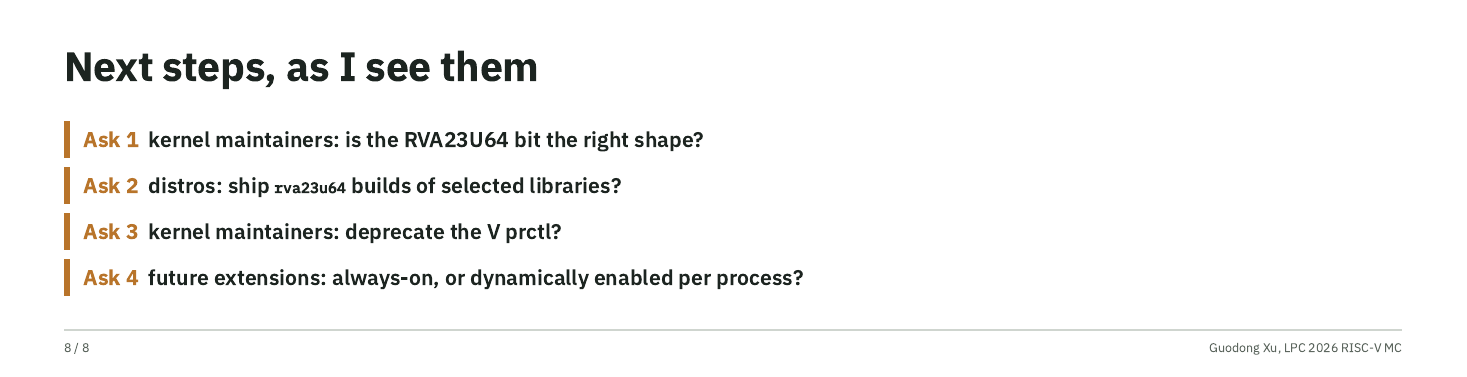 Next steps, as I see them
Ask 1 kernel maintainers: is the RVA23U64 bit the right shape?
Ask 2 distros: ship rva23u64 builds of selected libraries?
Ask 3 kernel maintainers: deprecate the V prctl?
Ask 4 future extensions: always-on, or dynamically enabled per process?
8 / 8
Guodong Xu, LPC 2026 RISC-V MC